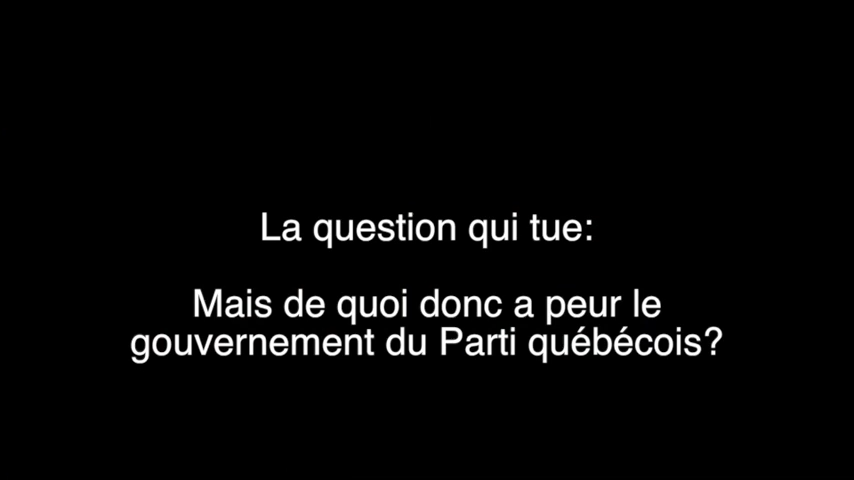 La question qui tue:
Mais de quoi donc a peur le
gouvernement du Parti québécois?